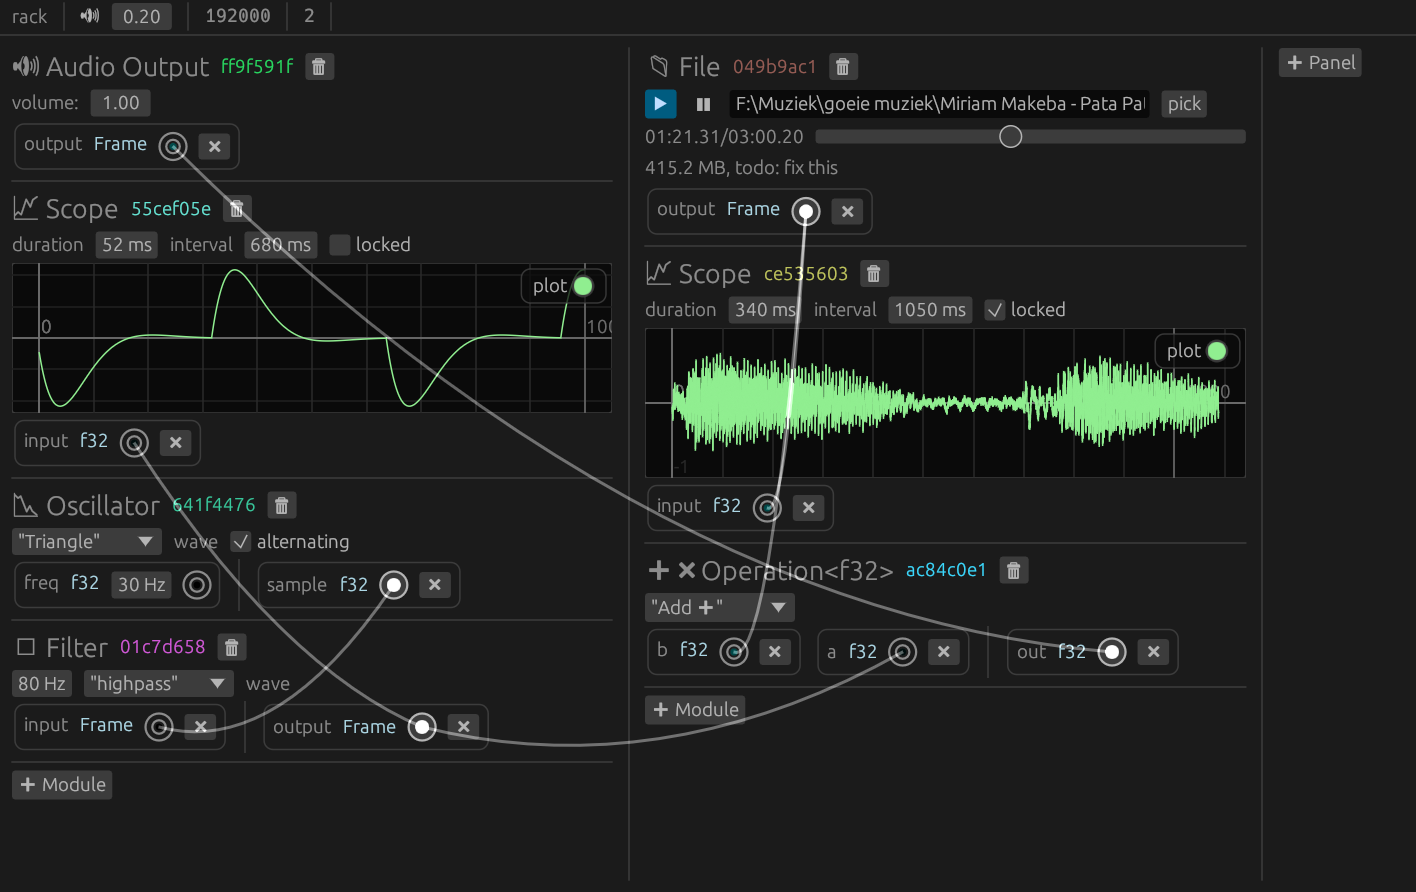 rack 0.20 192000 2
Audio Output ff9f591f
volume: 1.00
output Frame
Scope 55cef05e
duration 52 ms interval 680 ms locked
plot
0 100
input f32
Oscillator 641f4476
"Triangle" wave alternating
freq f32 30 Hz sample f32
Filter 01c7d658
80 Hz "highpass" wave
input Frame output Frame
+ Module
File 049b9ac1
F:\Muziek\goeie muziek\Miriam Makeba - Pata Pat pick
01:21.31/03:00.20
415.2 MB, todo: fix this
output Frame
Scope ce535603
duration 340 ms interval 1050 ms locked
plot
0
-1
input f32
Operation<f32> ac84c0e1
"Add +"
b f32 a f32 out f32
+ Module
+ Panel